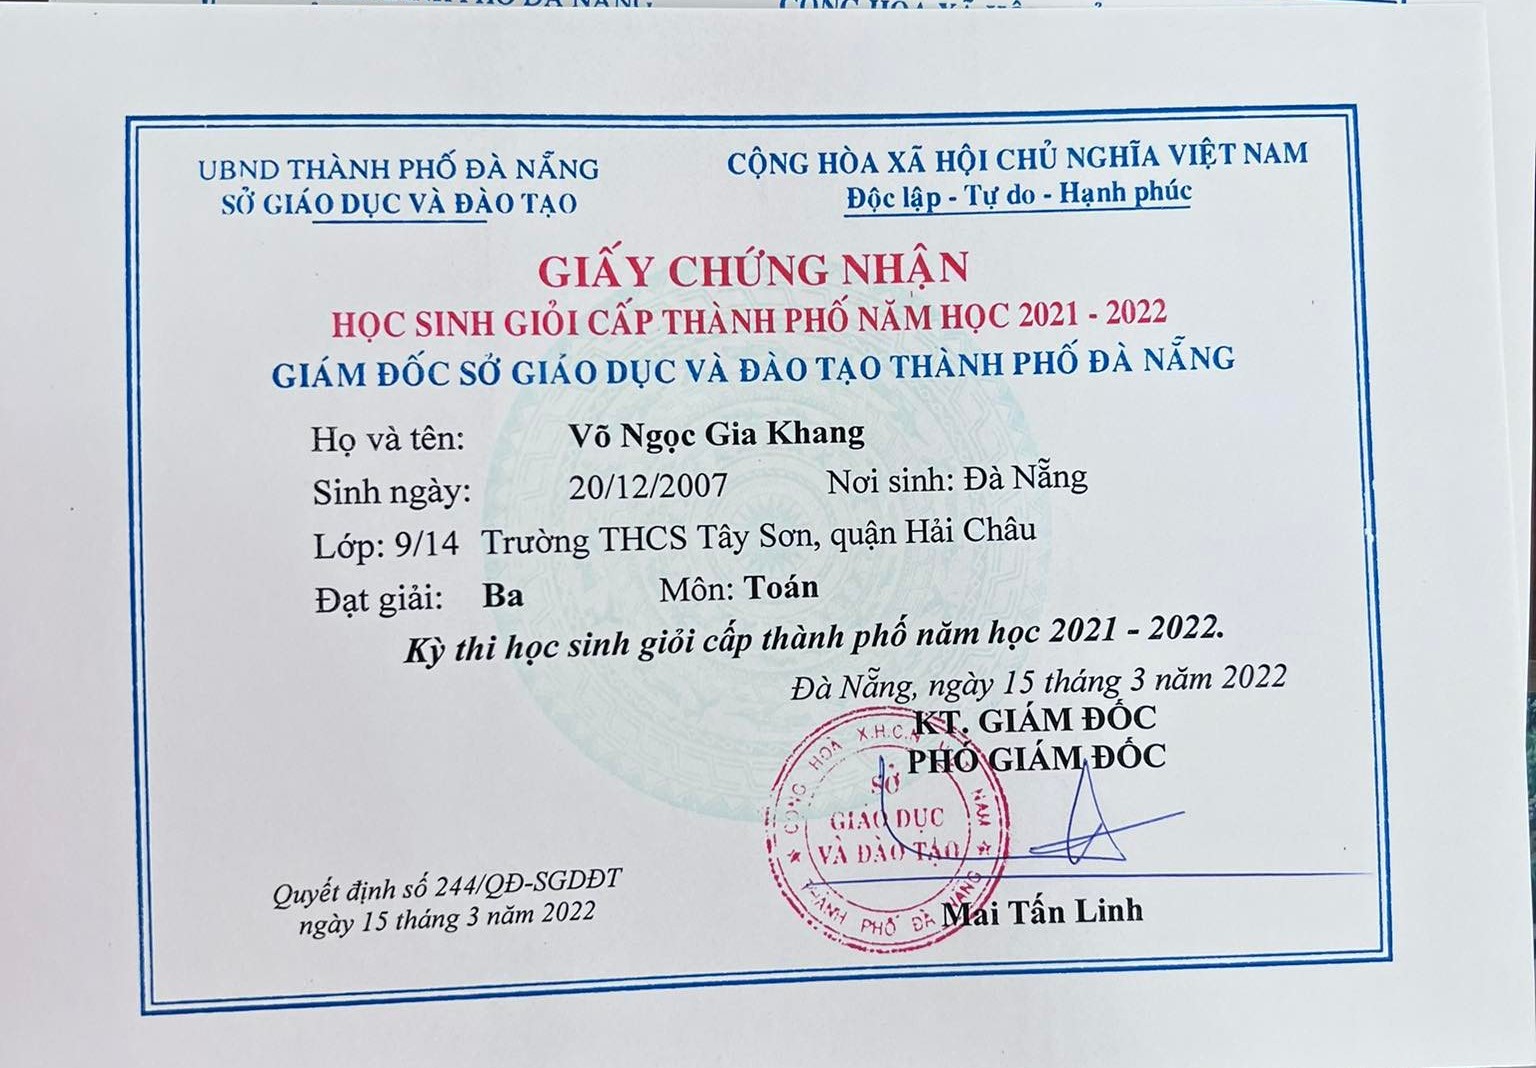 UBND THÀNH PHỐ ĐÀ NẴNG
SỞ GIÁO DỤC VÀ ĐÀO TẠO
CỘNG HÒA XÃ HỘI CHỦ NGHĨA VIỆT NAM
Độc lập - Tự do - Hạnh phúc
GIẤY CHỨNG NHẬN
HỌC SINH GIỎI CẤP THÀNH PHỐ NĂM HỌC 2021 - 2022
GIÁM ĐỐC SỞ GIÁO DỤC VÀ ĐÀO TẠO THÀNH PHỐ ĐÀ NẴNG
Họ và tên: Võ Ngọc Gia Khang
Sinh ngày: 20/12/2007 Nơi sinh: Đà Nẵng
Lớp: 9/14 Trường THCS Tây Sơn, quận Hải Châu
Đạt giải: Ba Môn: Toán
Kỳ thi học sinh giỏi cấp thành phố năm học 2021 - 2022.
Đà Nẵng, ngày 15 tháng 3 năm 2022
KT. GIÁM ĐỐC
PHÓ GIÁM ĐỐC
CỘNG HOÀ X.H.C.N VIỆT NAM
SỞ
GIÁO DỤC
VÀ ĐÀO TẠO
THÀNH PHỐ ĐÀ NẴNG
Mai Tấn Linh
Quyết định số 244/QĐ-SGDĐT
ngày 15 tháng 3 năm 2022